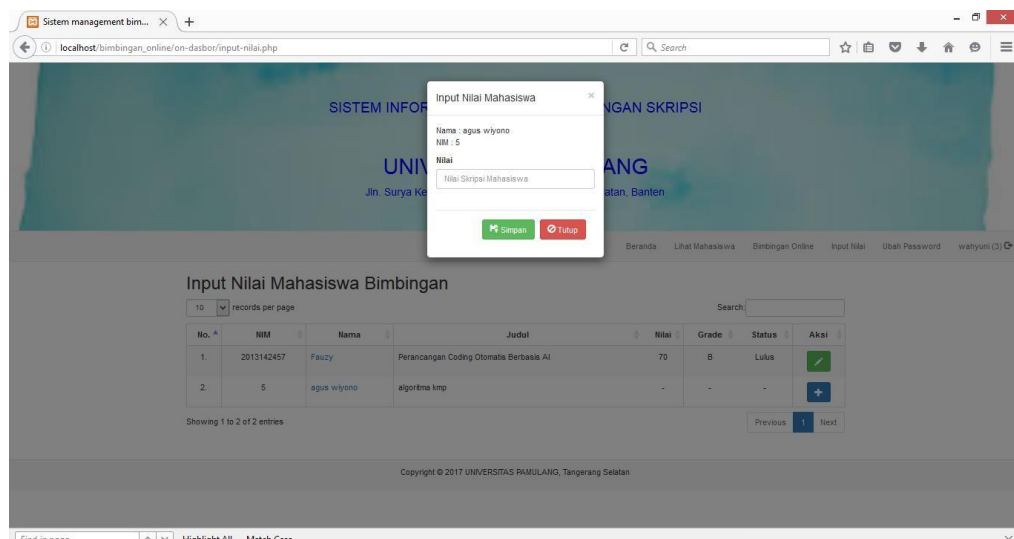 Sistem management bim...
localhost/bimbingan_online/on-dasbor/input-nilai.php
Search
SISTEM INFOR
NGAN SKRIPSI
UNIV
ANG
Jln. Surya Ke
atan, Banten
Input Nilai Mahasiswa
Nama : agus wiyono
NIM : 5
Nilai
Nilai Skripsi Mahasiswa
Simpan Tutup
Beranda Lihat Mahasiswa Bimbingan Online Input Nilai Ubah Password wahyuni (3)
Input Nilai Mahasiswa Bimbingan
10 records per page
Search:
No. NIM Nama Judul Nilai Grade Status Aksi
1. 2013142457 Fauzy Perancangan Coding Otomatis Berbasis AI 70 B Lulus
2. 5 agus wiyono algoritma kmp - - -
Showing 1 to 2 of 2 entries
Previous 1 Next
Copyright © 2017 UNIVERSITAS PAMULANG, Tangerang Selatan
Find in page Highlight All Match Case